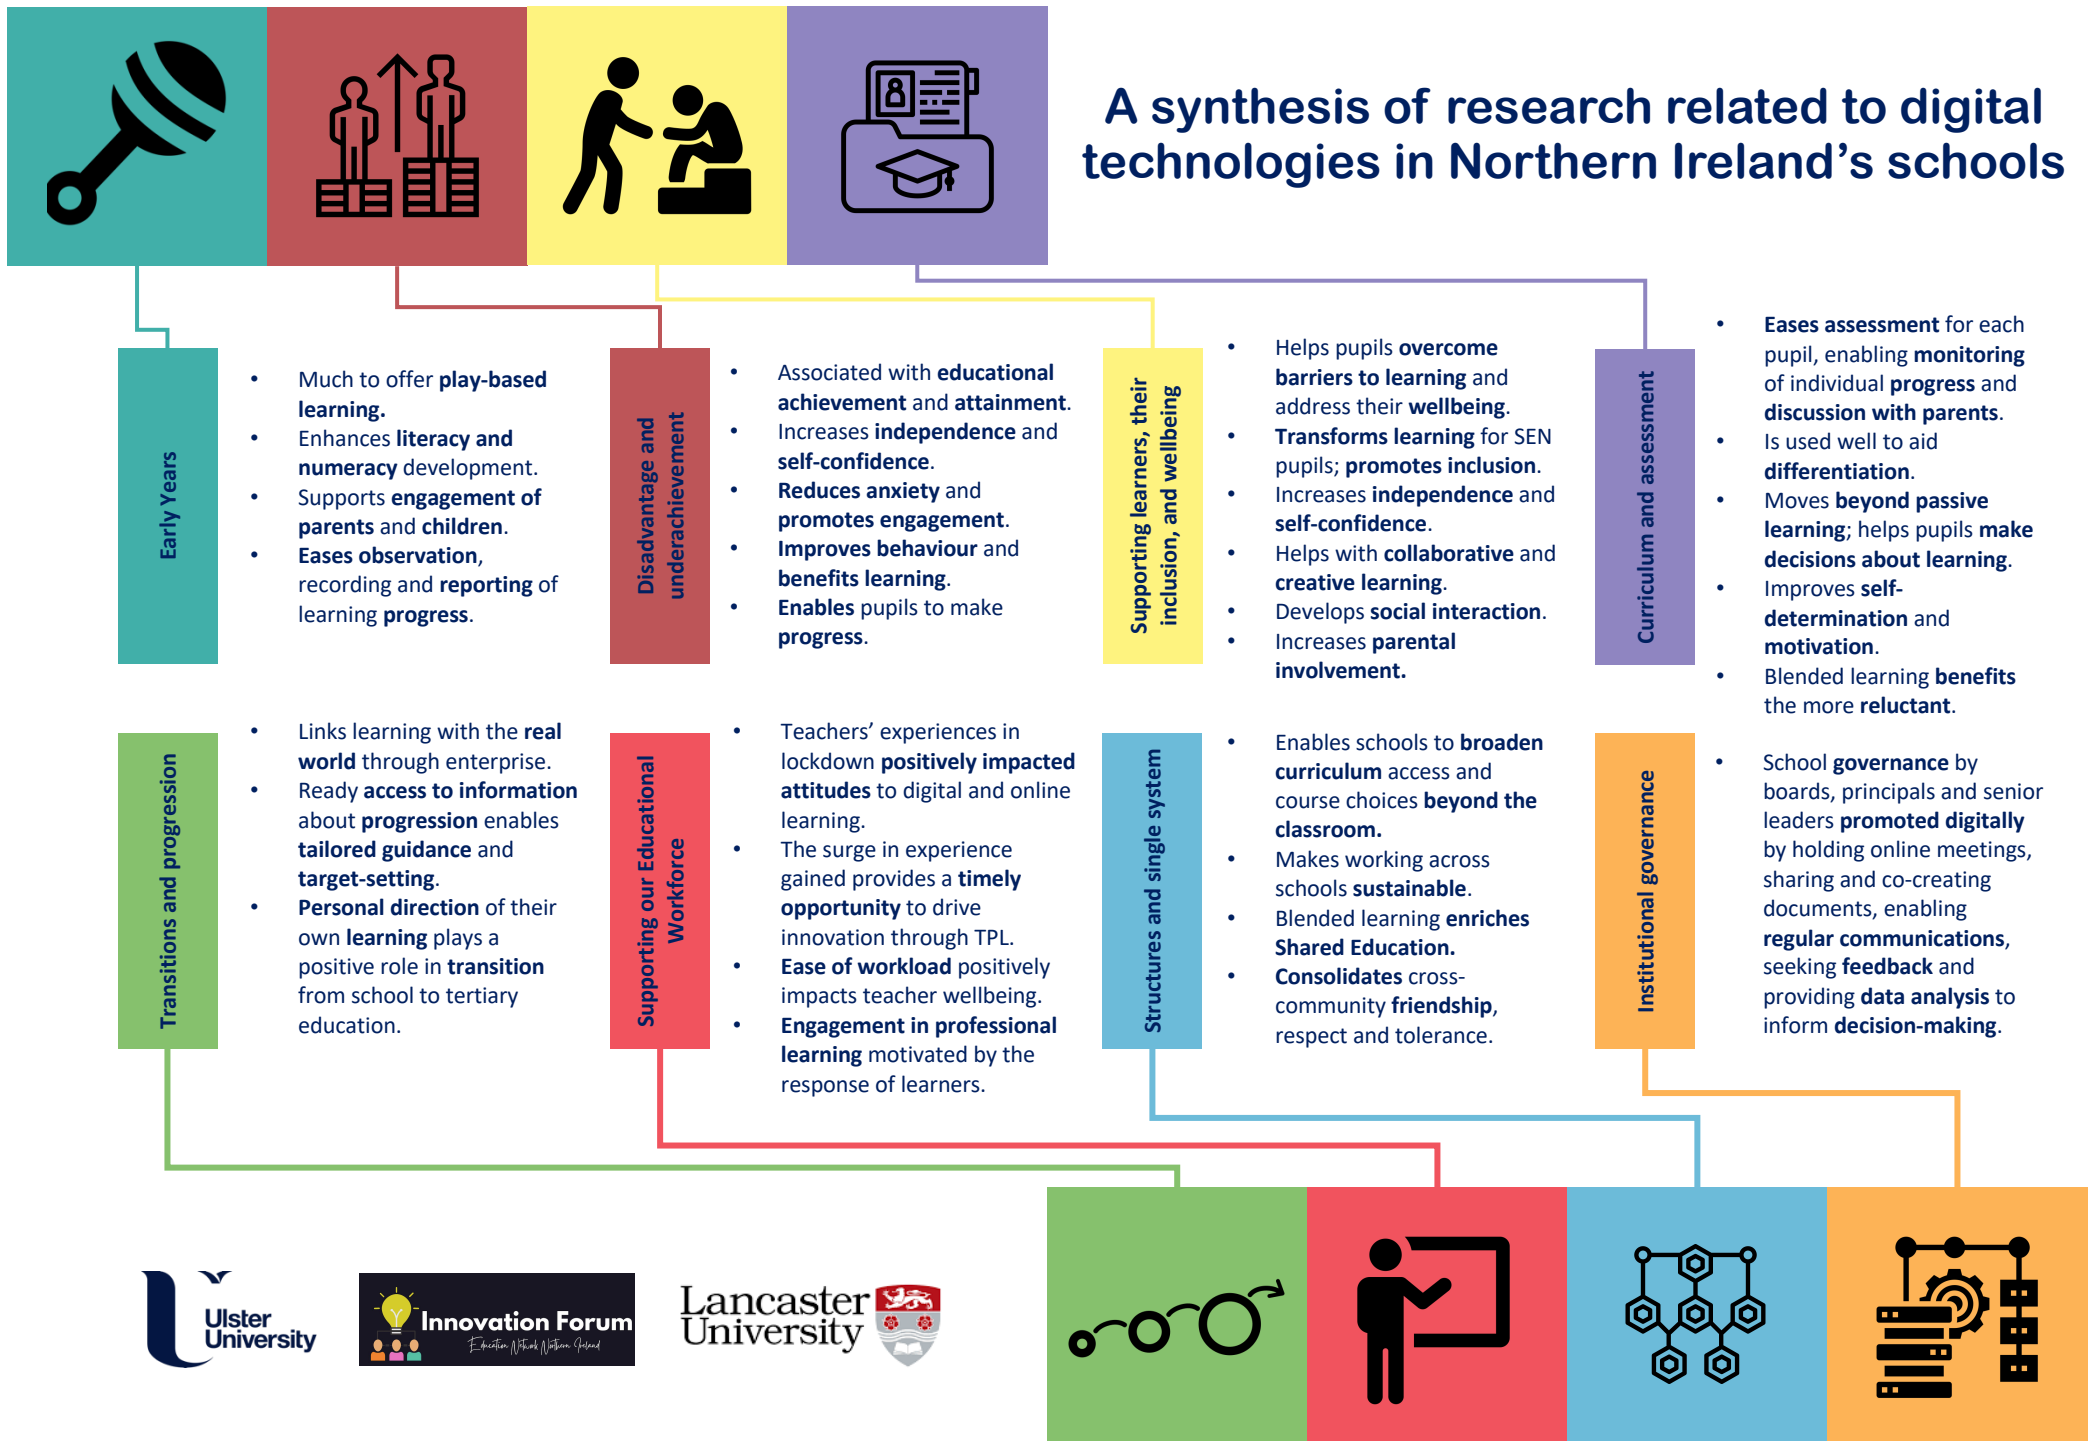 A synthesis of research related to digital
technologies in Northern Ireland's schools
Early Years
• Much to offer play-based
learning.
• Enhances literacy and
numeracy development.
• Supports engagement of
parents and children.
• Eases observation,
recording and reporting of
learning progress.
Disadvantage and
underachievement
• Associated with educational
achievement and attainment.
• Increases independence and
self-confidence.
• Reduces anxiety and
promotes engagement.
• Improves behaviour and
benefits learning.
• Enables pupils to make
progress.
Supporting learners, their
inclusion, and wellbeing
• Helps pupils overcome
barriers to learning and
address their wellbeing.
• Transforms learning for SEN
pupils; promotes inclusion.
• Increases independence and
self-confidence.
• Helps with collaborative and
creative learning.
• Develops social interaction.
• Increases parental
involvement.
Curriculum and assessment
• Eases assessment for each
pupil, enabling monitoring
of individual progress and
discussion with parents.
• Is used well to aid
differentiation.
• Moves beyond passive
learning; helps pupils make
decisions about learning.
• Improves self-
determination and
motivation.
• Blended learning benefits
the more reluctant.
Transitions and progression
• Links learning with the real
world through enterprise.
• Ready access to information
about progression enables
tailored guidance and
target-setting.
• Personal direction of their
own learning plays a
positive role in transition
from school to tertiary
education.
Supporting our Educational
Workforce
• Teachers' experiences in
lockdown positively impacted
attitudes to digital and online
learning.
• The surge in experience
gained provides a timely
opportunity to drive
innovation through TPL.
• Ease of workload positively
impacts teacher wellbeing.
• Engagement in professional
learning motivated by the
response of learners.
Structures and single system
• Enables schools to broaden
curriculum access and
course choices beyond the
classroom.
• Makes working across
schools sustainable.
• Blended learning enriches
Shared Education.
• Consolidates cross-
community friendship,
respect and tolerance.
Institutional governance
• School governance by
boards, principals and senior
leaders promoted digitally
by holding online meetings,
sharing and co-creating
documents, enabling
regular communications,
seeking feedback and
providing data analysis to
inform decision-making.
Ulster
University
Innovation Forum
Education Network Northern Ireland
Lancaster
University